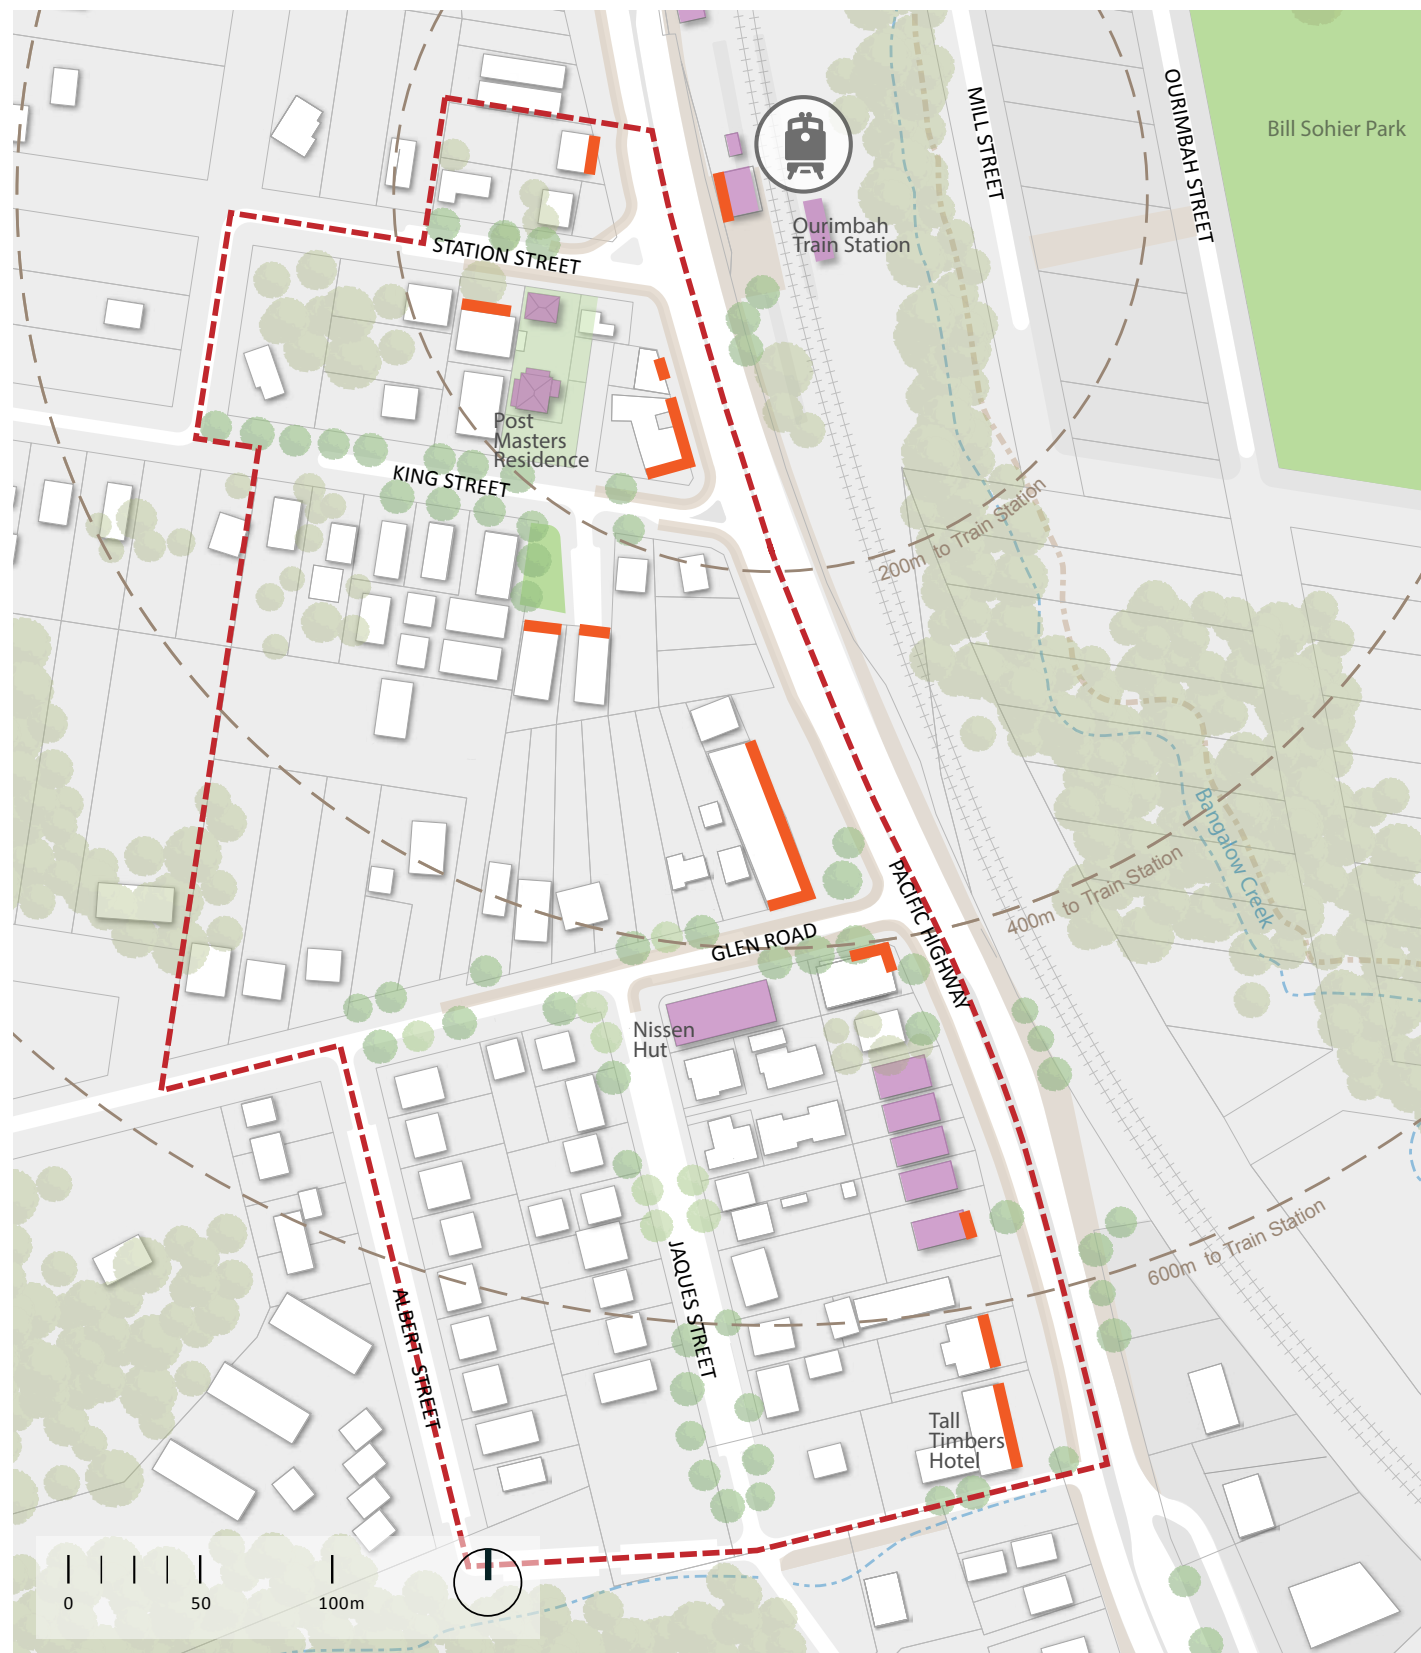 MILL STREET
OURIMBAH STREET
Bill Sohier Park
Ourimbah
Train Station
STATION STREET
Post
Masters
Residence
KING STREET
200m to Train Station
Bangalow Creek
PACIFIC HIGHWAY
400m to Train Station
GLEN ROAD
Nissen
Hut
600m to Train Station
JAQUES STREET
ALBERT STREET
Tall
Timbers
Hotel
0
50
100m